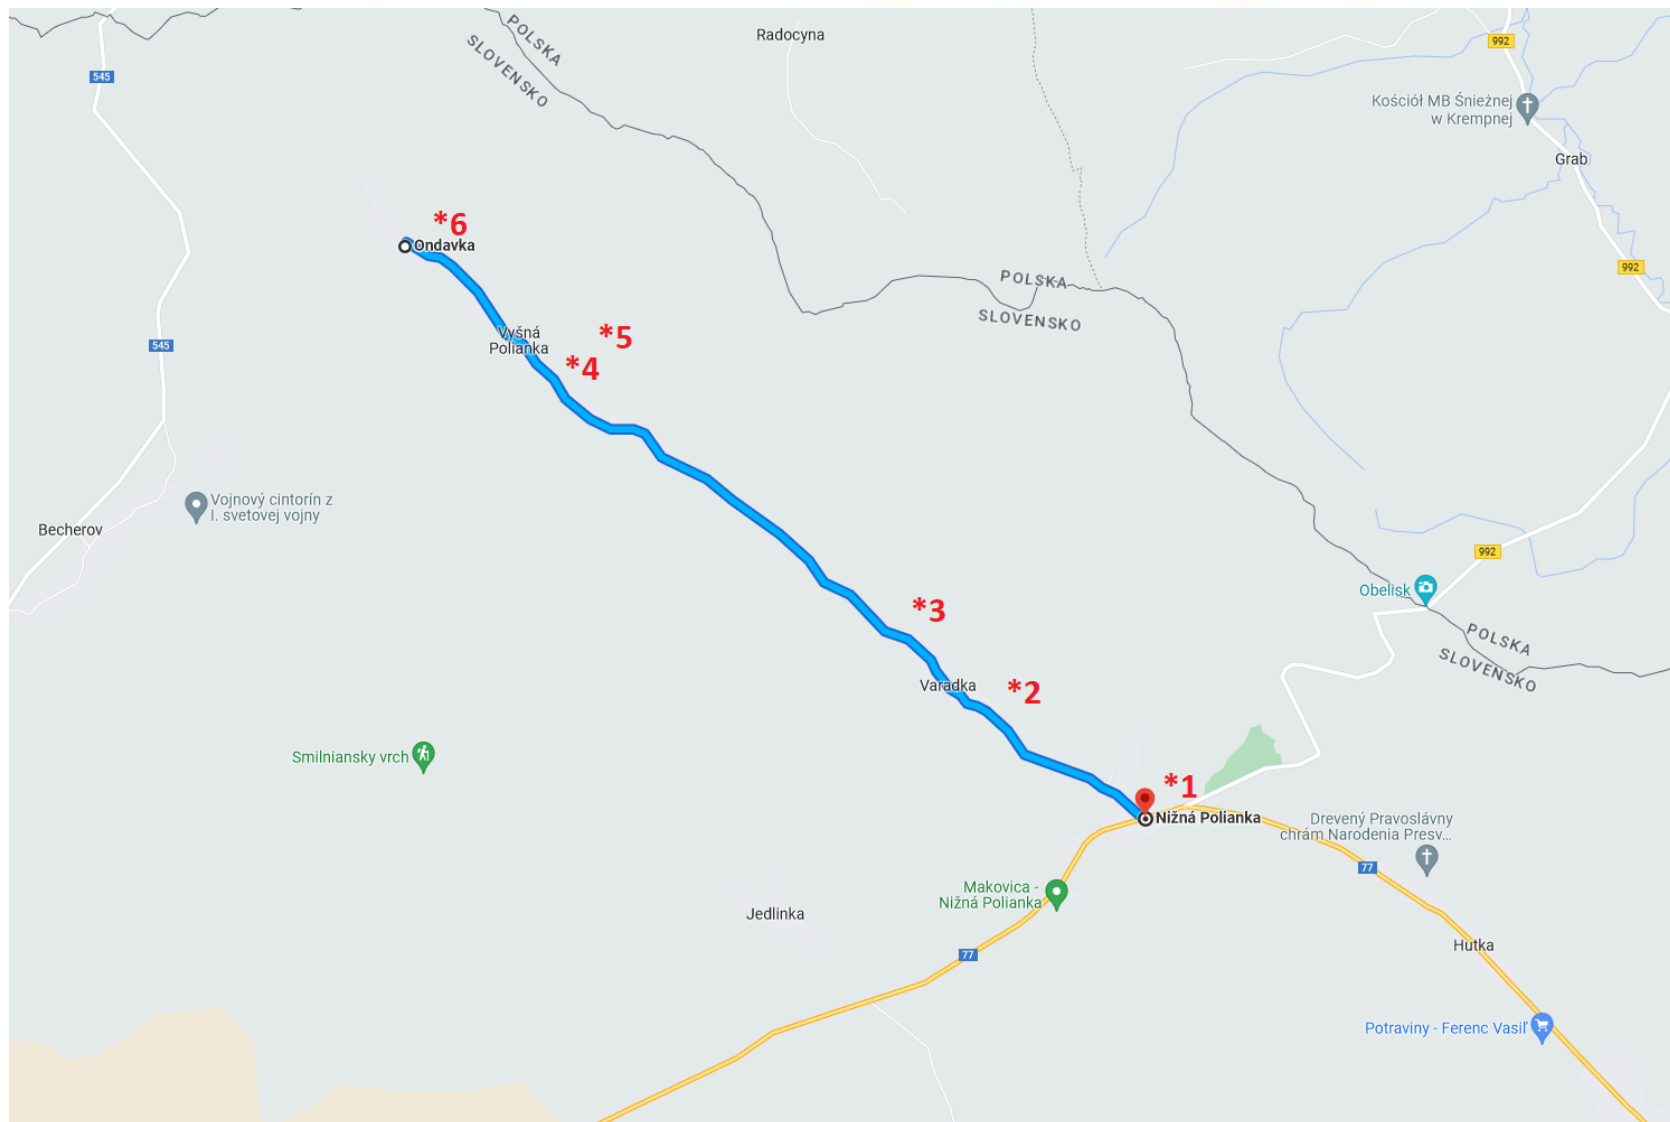 POLSKA
SLOVENSKO
Radocyna
992
545
Kościół MB Śnieżnej
w Krempnej
Grab
*6
Ondavka
992
POLSKA
SLOVENSKO
545
Vyšná
Polianka
*5
*4
Vojnový cintorín z
I. svetovej vojny
Becherov
992
Obelisk
*3
POLSKA
SLOVENSKO
Varadka
*2
Smilniansky vrch
*1
Nižná Polianka
Drevený Pravoslávny
chrám Narodenia Presv...
77
Makovica -
Nižná Polianka
Jedlinka
77
Hutka
Potraviny - Ferenc Vasiľ